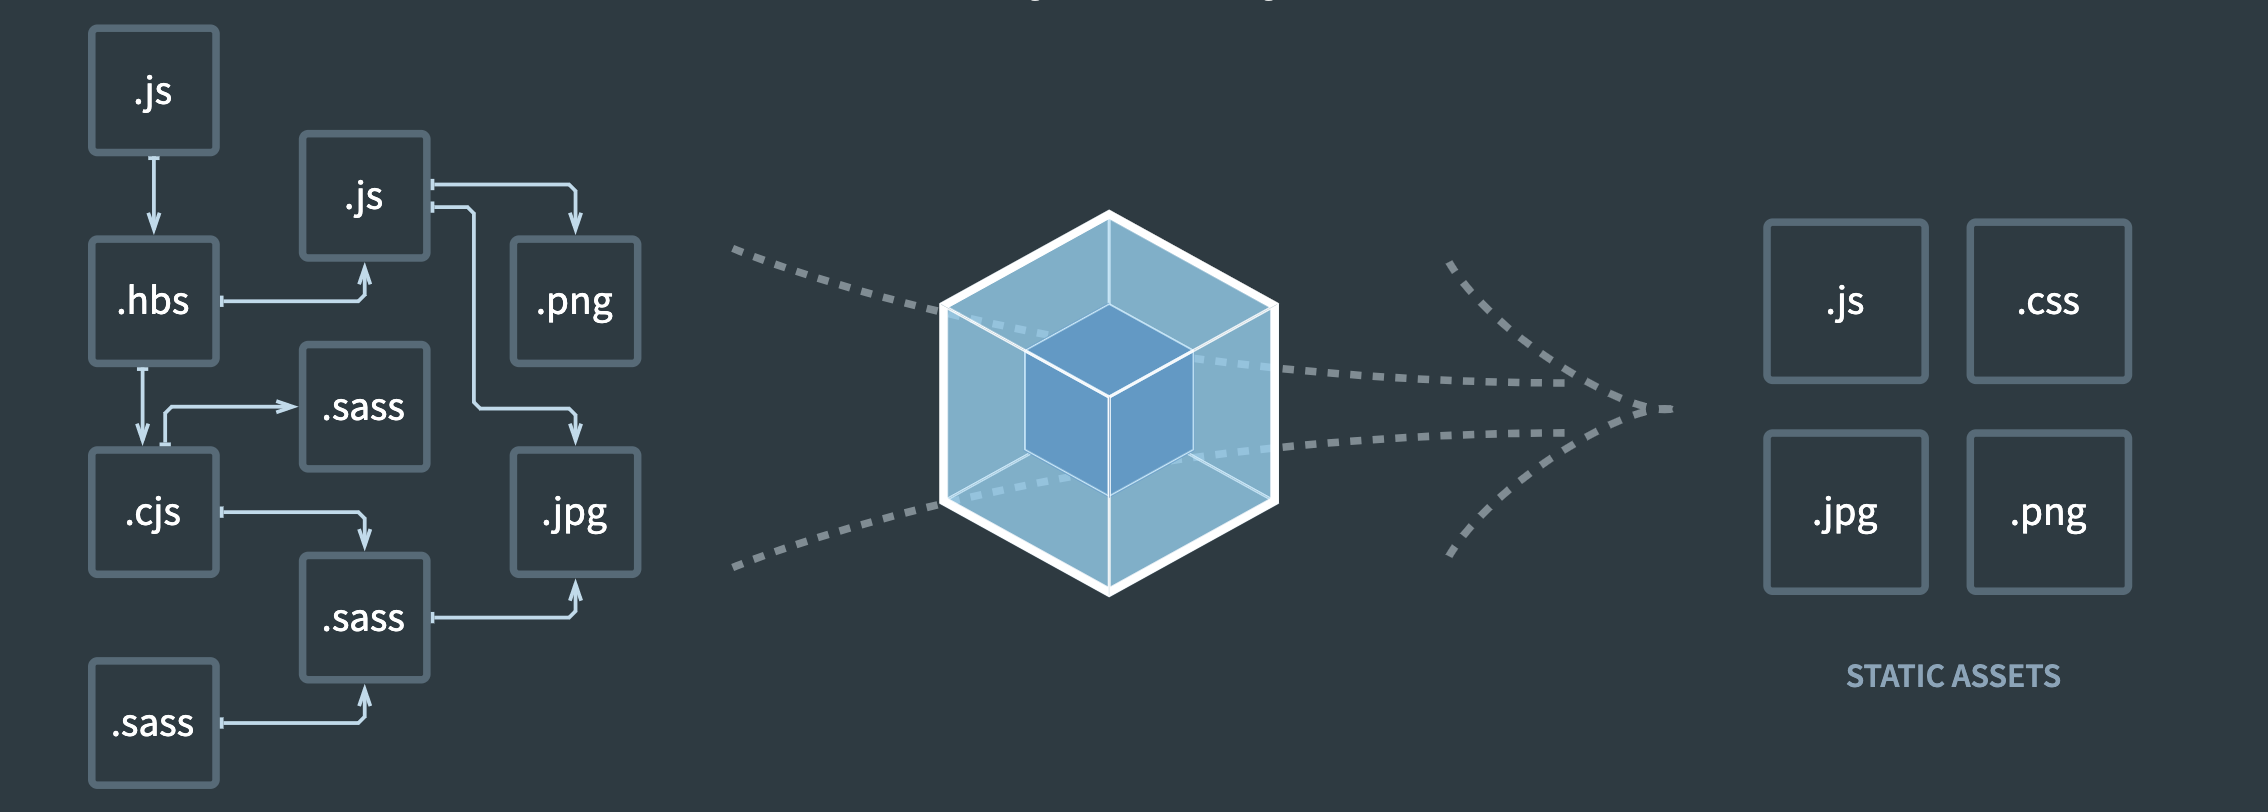 .js
.js
.hbs
.png
.sass
.cjs
.jpg
.sass
.sass
.js
.css
.jpg
.png
STATIC ASSETS